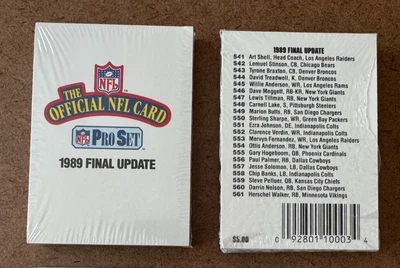 NFL
THE
OFFICIAL NFL CARD
NFL PRO SET
1989 FINAL UPDATE
1989 FINAL UPDATE
541 Art Shell, Head Coach, Los Angeles Raiders
542 Lemuel Stinson, CB, Chicago Bears
543 Tyrone Braxton, CB, Denver Broncos
544 David Treadwell, K, Denver Broncos
545 Willie Anderson, WR, Los Angeles Rams
546 Dave Meggett, RB-KR, New York Giants
547 Lewis Tillman, RB, New York Giants
548 Carnell Lake, S, Pittsburgh Steelers
549 Marion Butts, RB, San Diego Chargers
550 Sterling Sharpe, WR, Green Bay Packers
551 Ezra Johnson, DE, Indianapolis Colts
552 Clarence Verdin, WR, Indianapolis Colts
553 Mervyn Fernandez, WR, Los Angeles Raiders
554 Ottis Anderson, RB, New York Giants
555 Gary Hogeboom, QB, Phoenix Cardinals
556 Paul Palmer, RB, Dallas Cowboys
557 Jesse Solomon, LB, Dallas Cowboys
558 Chip Banks, LB, Indianapolis Colts
559 Steve Pelluer, QB, Kansas City Chiefs
560 Darrin Nelson, RB, San Diego Chargers
561 Herschel Walker, RB, Minnesota Vikings
$5.00
0 92801 10003 4